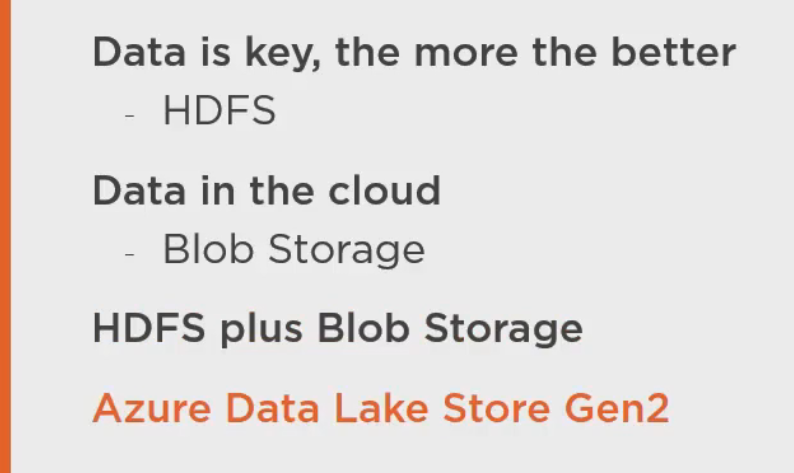 Data is key, the more the better
- HDFS
Data in the cloud
- Blob Storage
HDFS plus Blob Storage
Azure Data Lake Store Gen2